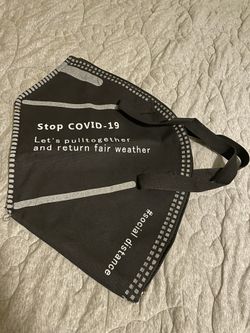 Stop COVID-19
Let's pulltogether
and return fair weather
#social distance